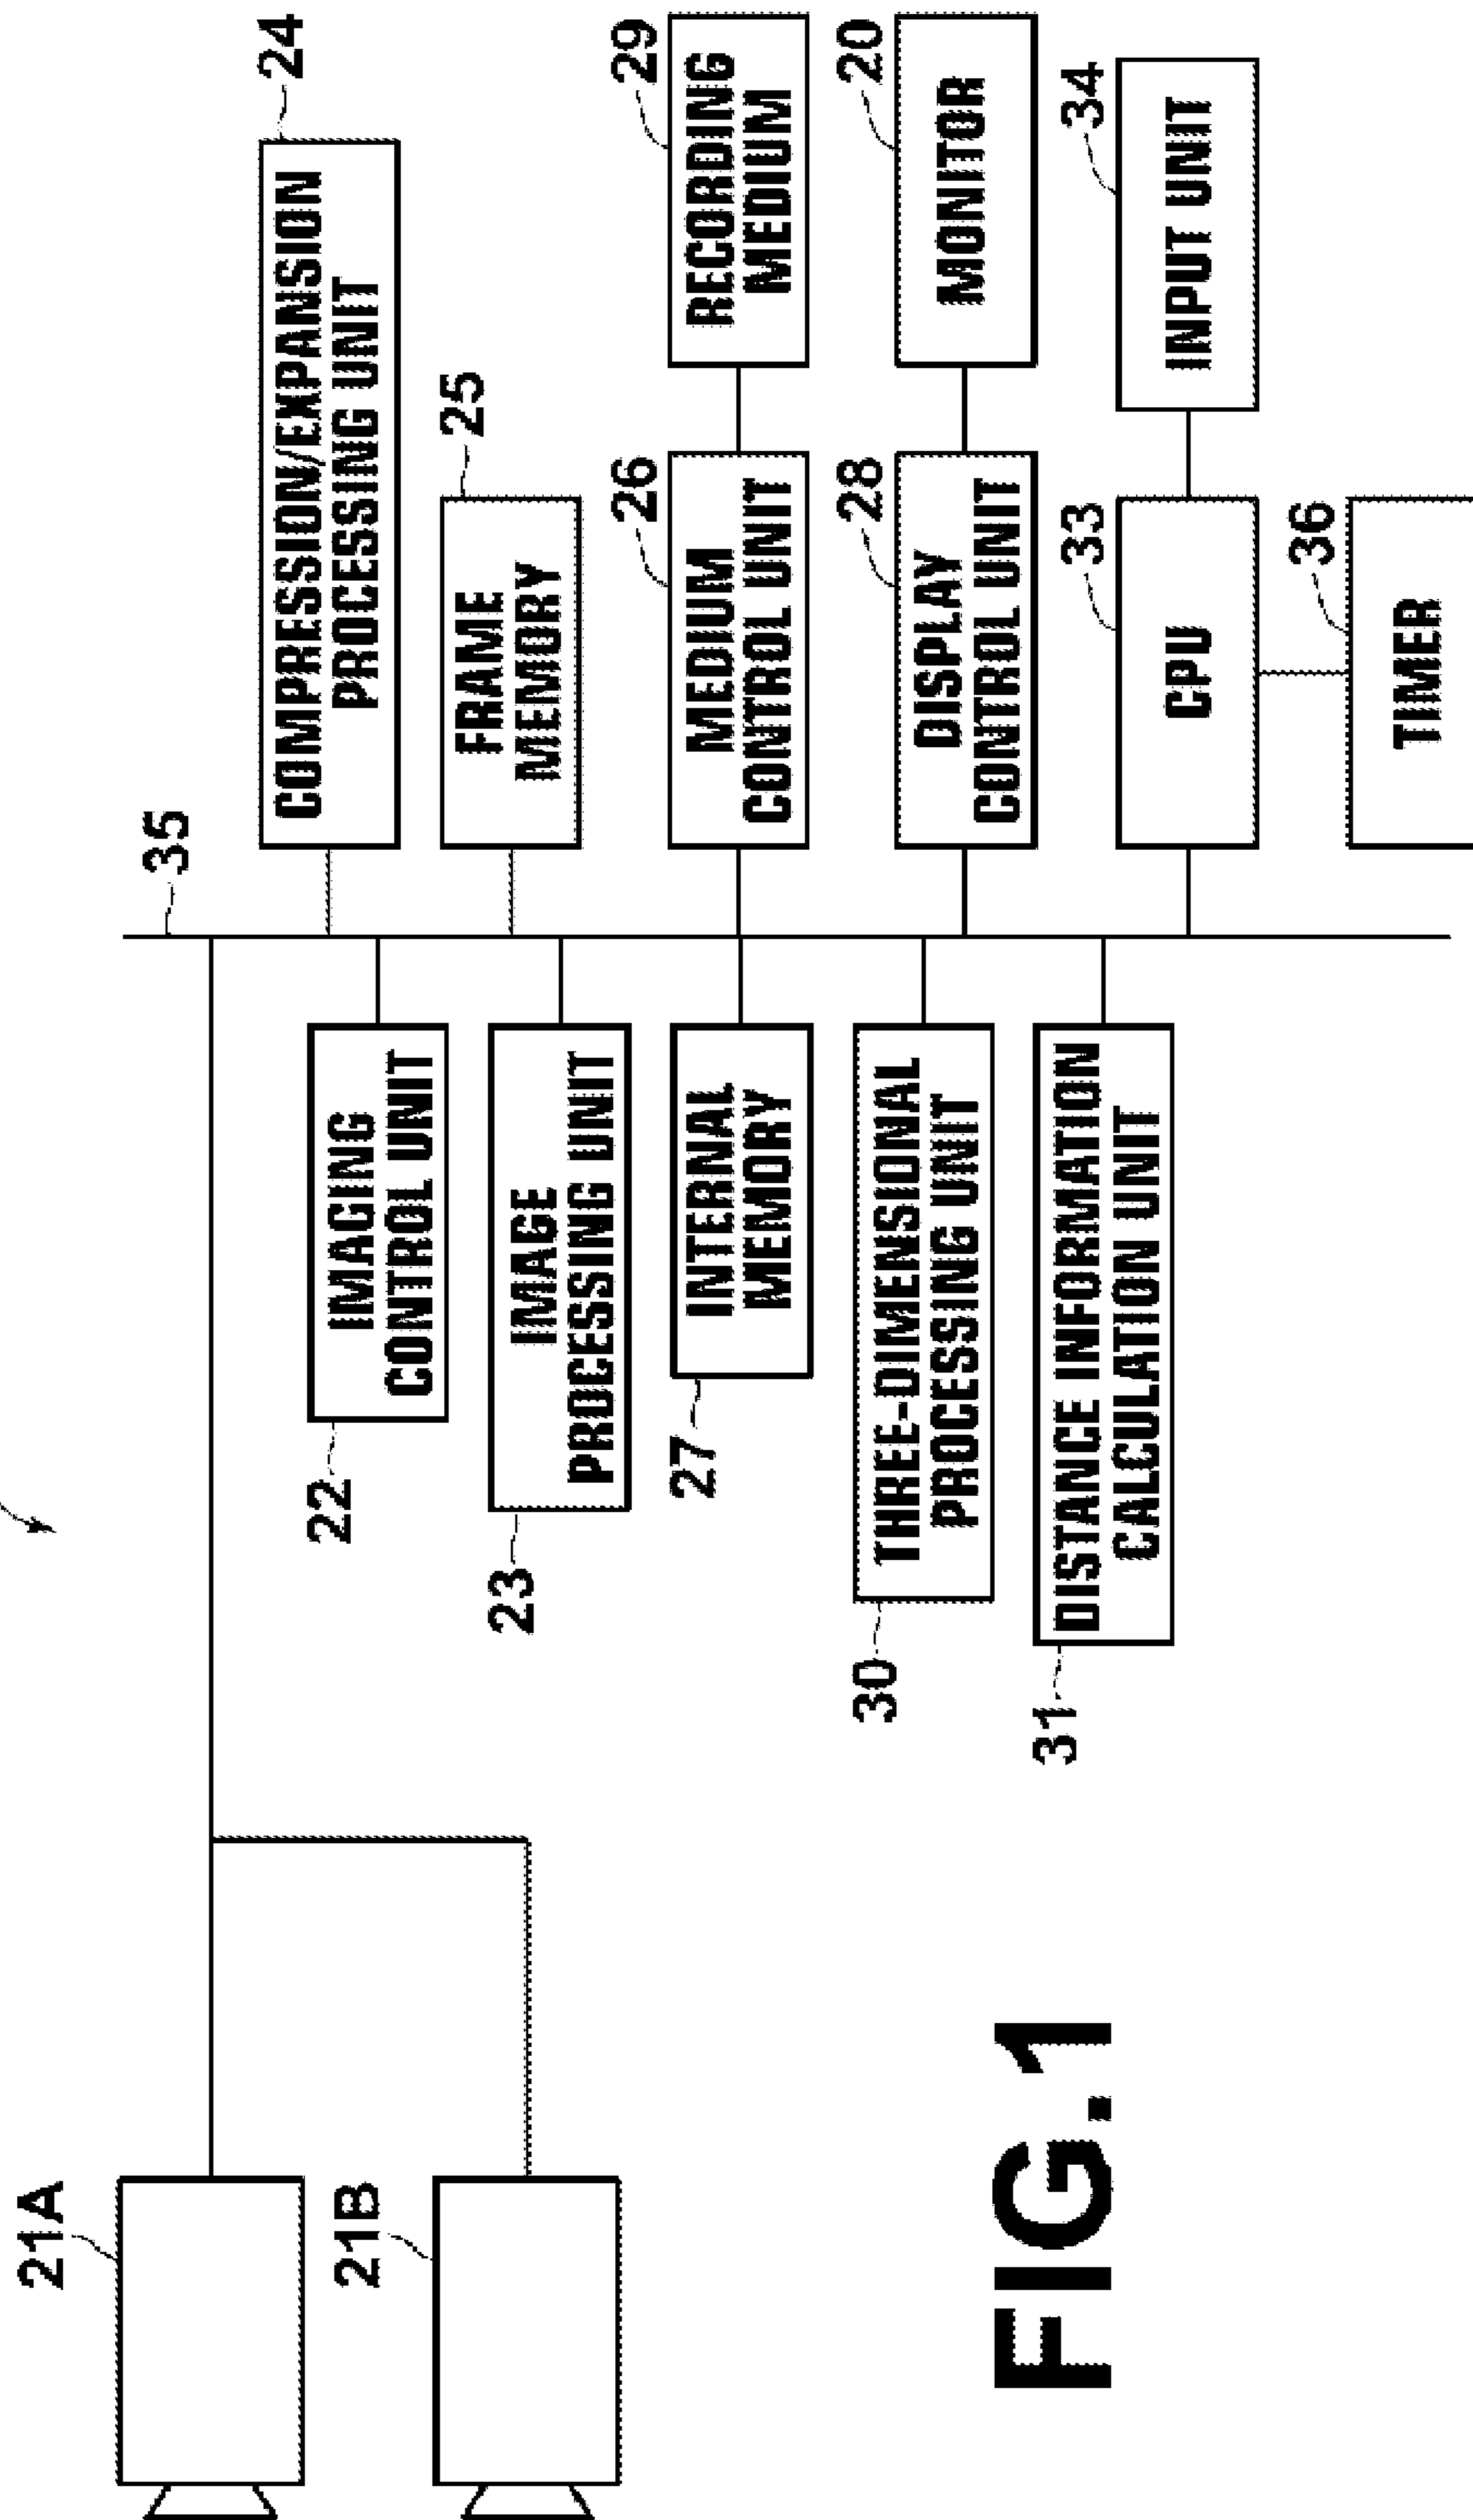 21A
21B
FIG.1
35
22
IMAGING
CONTROL UNIT
23
IMAGE
PROCESSING UNIT
27
INTERNAL
MEMORY
30
THREE-DIMENSIONAL
PROCESSING UNIT
31
DISTANCE INFORMATION
CALCULATION UNIT
24
COMPRESSION/EXPANSION
PROCESSING UNIT
25
FRAME
MEMORY
26
MEDIUM
CONTROL UNIT
29
RECORDING
MEDIUM
28
DISPLAY
CONTROL UNIT
20
MONITOR
33
CPU
34
INPUT UNIT
36
TIMER